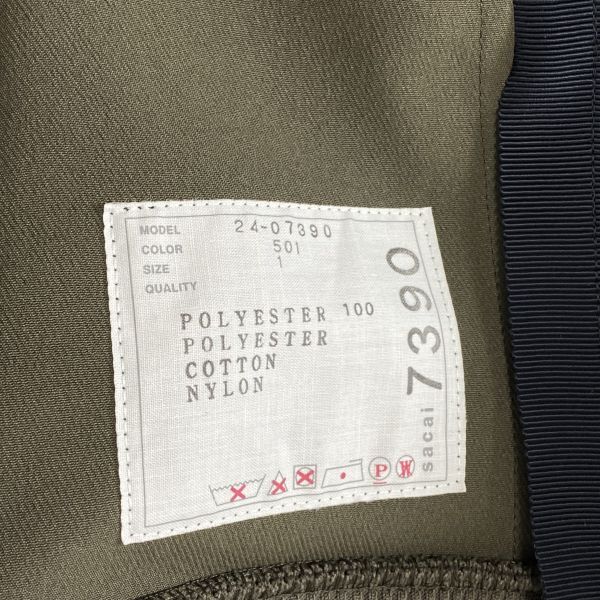 MODEL 24-07390
COLOR 501
SIZE 1
QUALITY
POLYESTER 100
POLYESTER
COTTON
NYLON
sacai 7390
P W